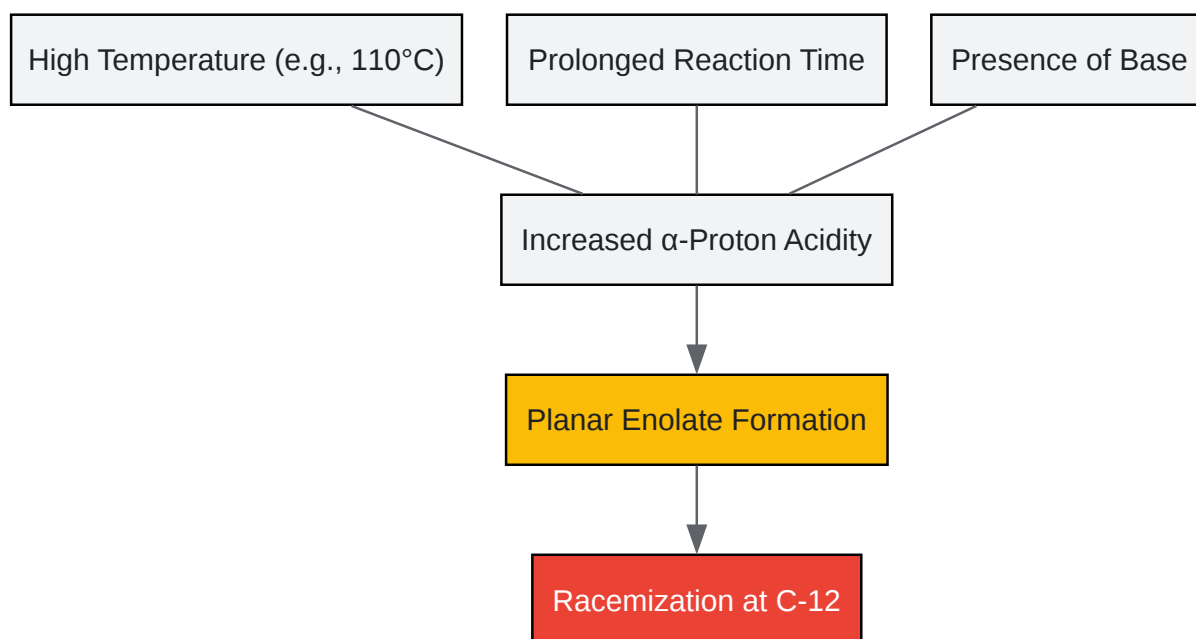 High Temperature (e.g., 110°C)
Prolonged Reaction Time
Presence of Base
Increased α-Proton Acidity
Planar Enolate Formation
Racemization at C-12